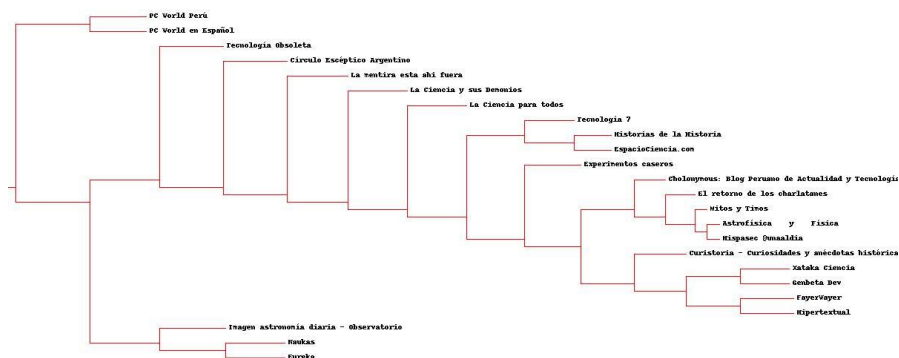 PC World Perú
PC World en Español
Tecnología Obsoleta
Círculo Escéptico Argentino
La mentira esta ahi fuera
La Ciencia y sus Demonios
La Ciencia para todos
Tecnología 7
Historias de la Historia
EspacioCiencia.com
Experimentos caseros
Cholonymous: Blog Peruano de Actualidad y Tecnología
El retorno de los charlatanes
Mitos y Timos
Astrofísica y Física
Hispasec @unaaldía
Curistoria - Curiosidades y anécdotas histórica
Xataka Ciencia
Genbeta Dev
FayerWayer
Hipertextual
Imagen astronomía diaria - Observatorio
Naukas
Eureka